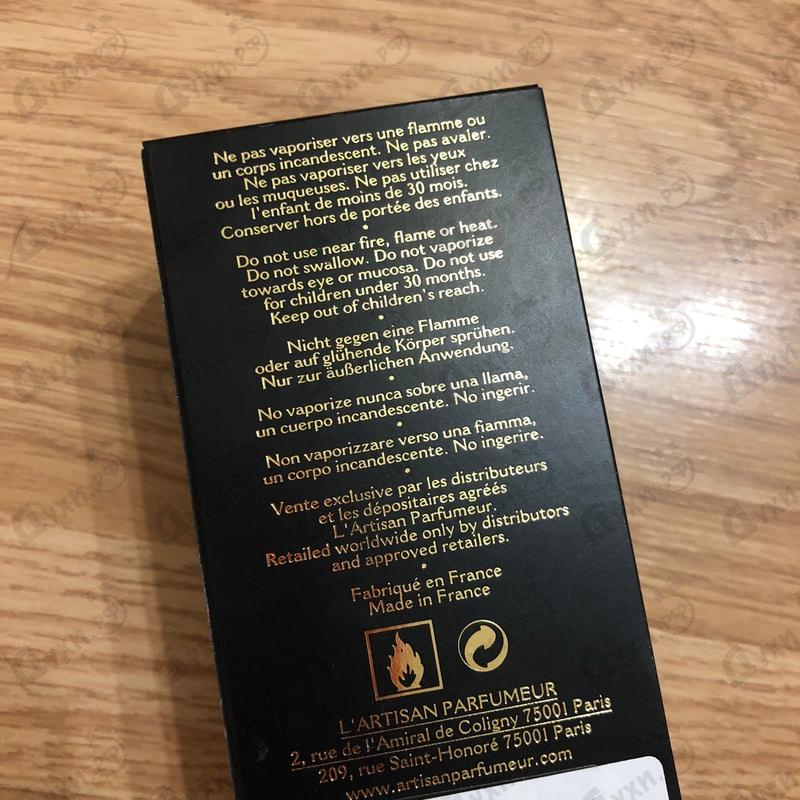 Ne pas vaporiser vers une flamme ou
un corps incandescent. Ne pas avaler.
Ne pas vaporiser vers les yeux
ou les muqueuses. Ne pas utiliser chez
l'enfant de moins de 30 mois.
Conserver hors de portée des enfants.
Do not use near fire, flame or heat.
Do not swallow. Do not vaporize
towards eye or mucosa. Do not use
for children under 30 months.
Keep out of children's reach.
Nicht gegen eine Flamme
oder auf glühende Körper sprühen.
Nur zur äußerlichen Anwendung.
No vaporize nunca sobre una llama,
un cuerpo incandescente. No ingerir.
Non vaporizzare verso una fiamma,
un corpo incandescente. No ingerire.
Vente exclusive par les distributeurs
et les dépositaires agréés
L'Artisan Parfumeur.
Retailed worldwide only by distributors
and approved retailers.
Fabriqué en France
Made in France
L'ARTISAN PARFUMEUR
2, rue de l'Amiral de Coligny 75001 Paris
209, rue Saint-Honoré 75001 Paris
www.artisanparfumeur.com